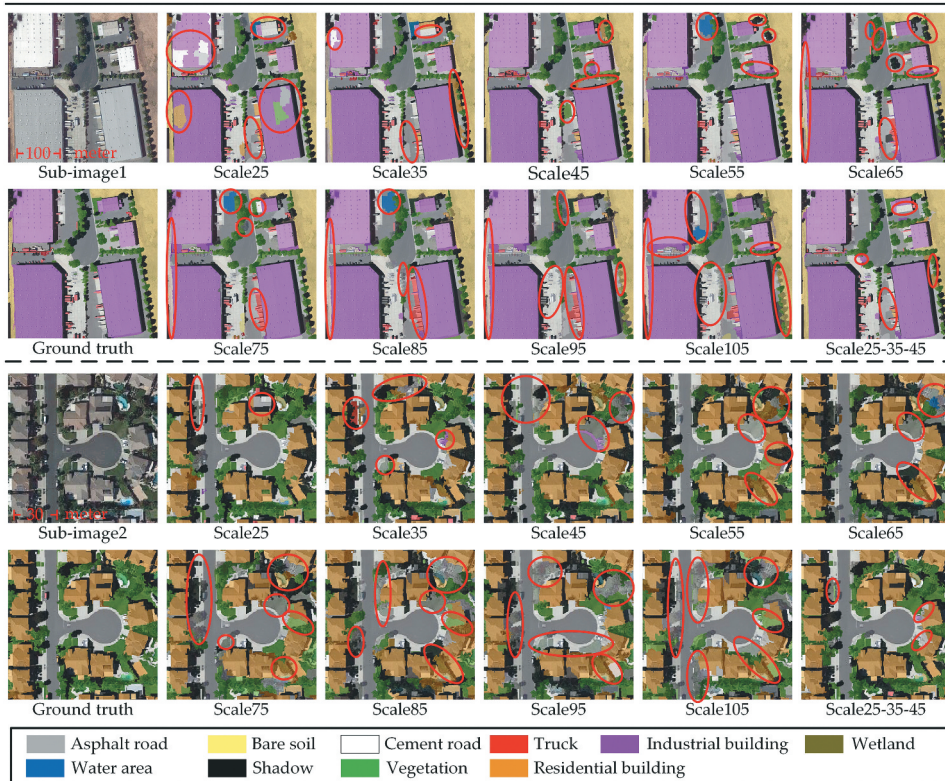 ⊢100⊣ meter
Sub-image1 Scale25 Scale35 Scale45 Scale55 Scale65
Ground truth Scale75 Scale85 Scale95 Scale105 Scale25-35-45
⊢30⊣ meter
Sub-image2 Scale25 Scale35 Scale45 Scale55 Scale65
Ground truth Scale75 Scale85 Scale95 Scale105 Scale25-35-45
Asphalt road Bare soil Cement road Truck Industrial building Wetland
Water area Shadow Vegetation Residential building